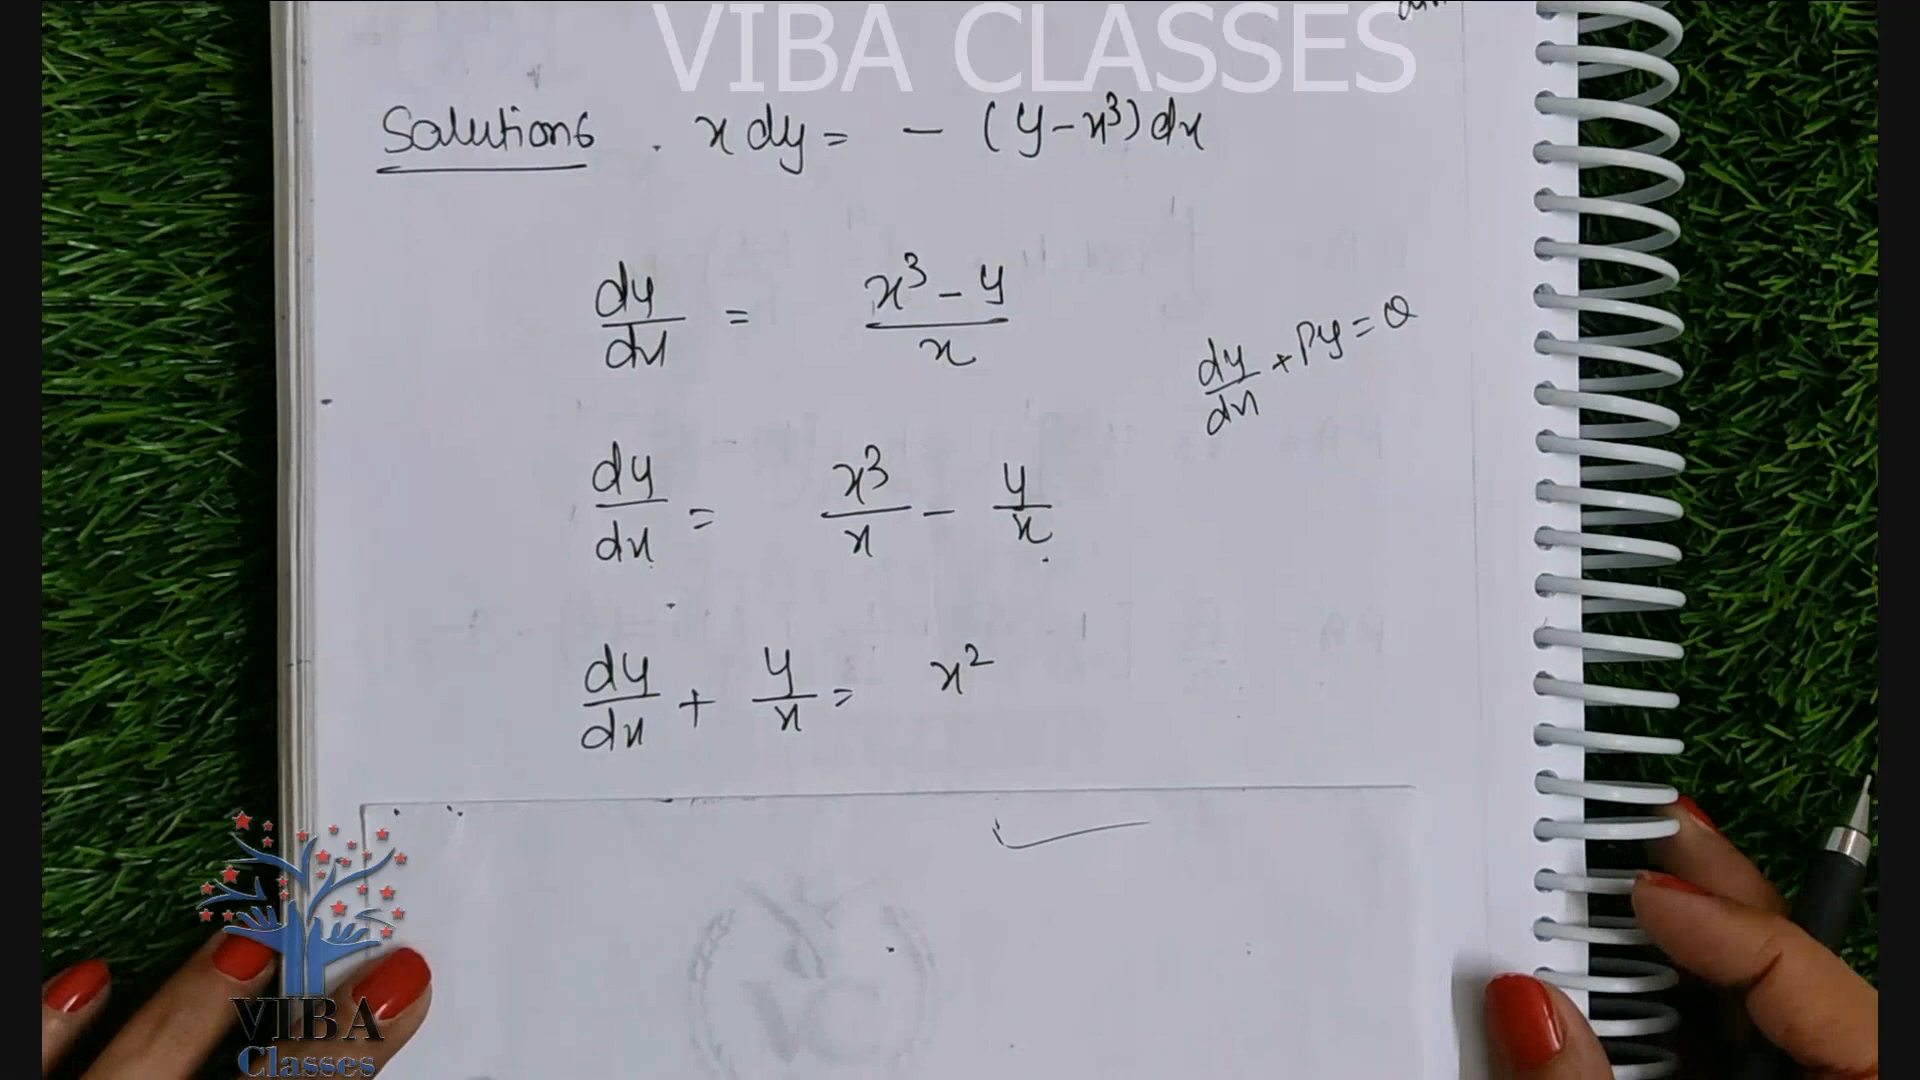 VIBA CLASSES
Solutions . x dy = - (y-x³) dx
dy/dx = (x³ - y)/x
dy/dx + Py = Q
dy/dx = x³/x - y/x
dy/dx + y/x = x²
VC
VIBA
Classes